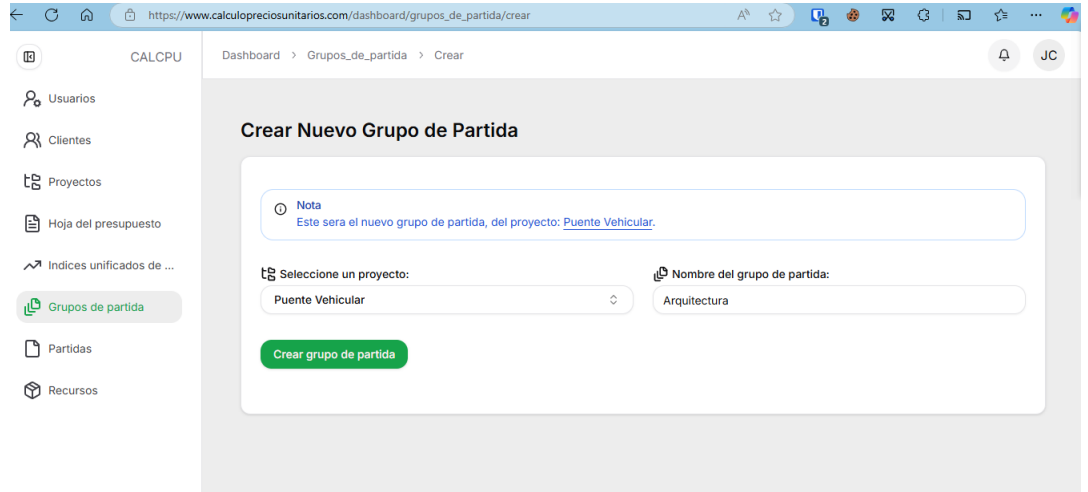 https://www.calculopreciosunitarios.com/dashboard/grupos_de_partida/crear
2
CALCPU
Dashboard > Grupos_de_partida > Crear
JC
Usuarios
Clientes
Proyectos
Hoja del presupuesto
Indices unificados de ...
Grupos de partida
Partidas
Recursos
Crear Nuevo Grupo de Partida
Nota
Este sera el nuevo grupo de partida, del proyecto: Puente Vehicular.
Seleccione un proyecto:
Nombre del grupo de partida:
Puente Vehicular
Arquitectura
Crear grupo de partida